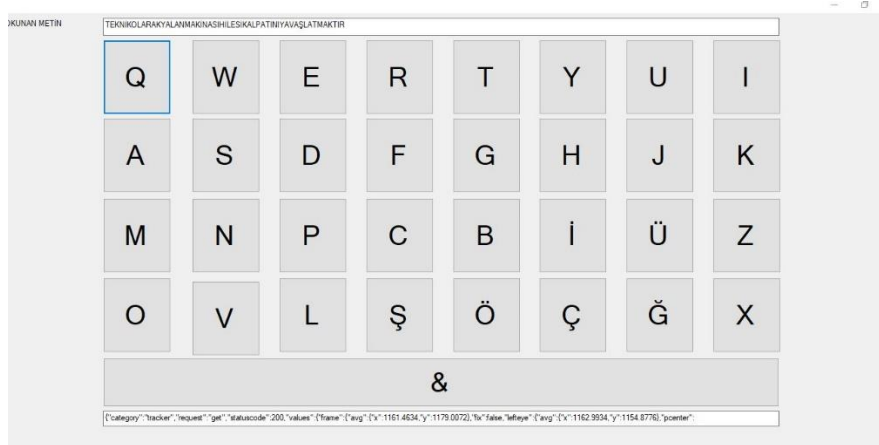 OKUNAN METİN
TEKNIKOLARAKYALANMAKINASIHILESIKALPATINIYAVAŞLATMAKTIR
Q W E R T Y U I
A S D F G H J K
M N P C B İ Ü Z
O V L Ş Ö Ç Ğ X
&
{"category":"tracker","request":"get","statuscode":200,"values":{"frame":{"avg":{"x":1161.4634,"y":1179.0072},"fix":false,"lefteye":{"avg":{"x":1162.9934,"y":1154.8776},"pcenter":